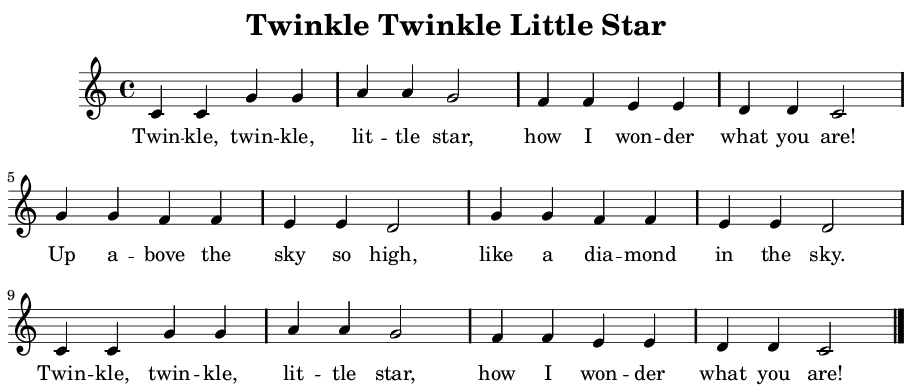 Twinkle Twinkle Little Star
Twin -- kle, twin -- kle, lit -- tle star, how I won -- der what you are!
5
Up a -- bove the sky so high, like a dia -- mond in the sky.
9
Twin -- kle, twin -- kle, lit -- tle star, how I won -- der what you are!